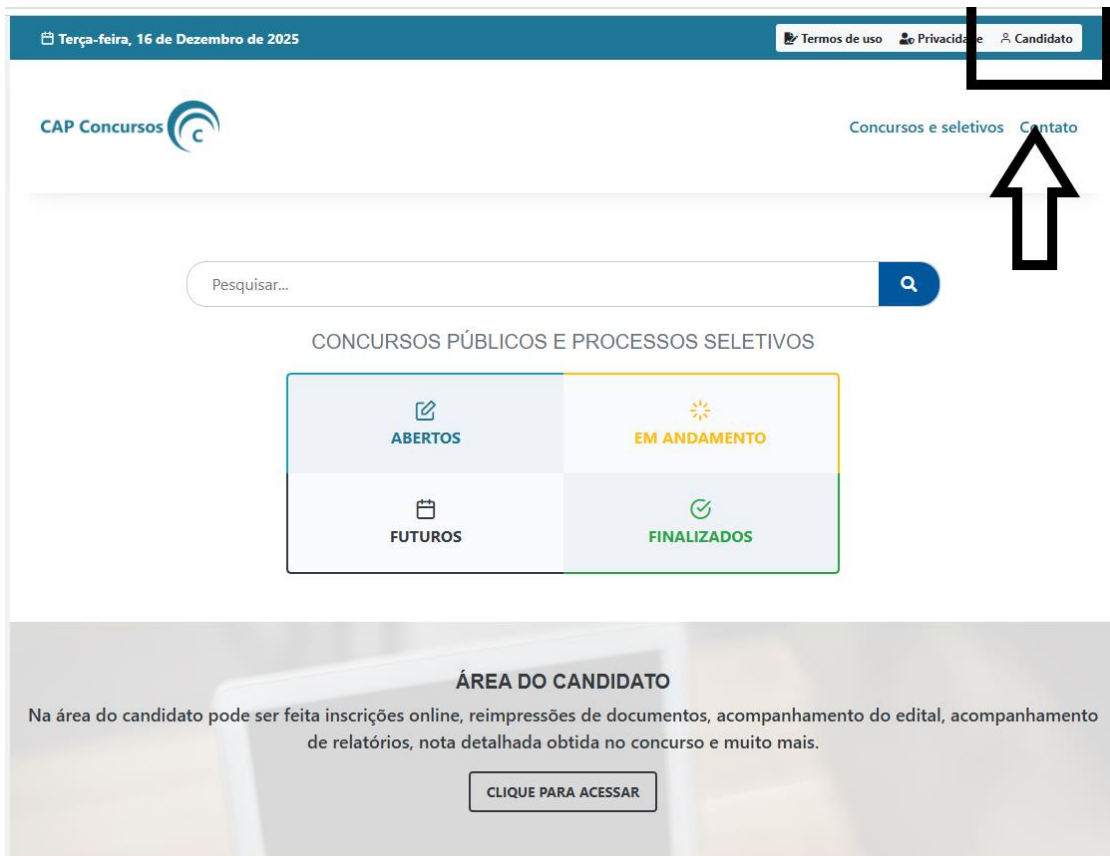 Terça-feira, 16 de Dezembro de 2025
Termos de uso Privacidade Candidato
CAP Concursos C
Concursos e seletivos Contato
Pesquisar...
CONCURSOS PÚBLICOS E PROCESSOS SELETIVOS
ABERTOS EM ANDAMENTO
FUTUROS FINALIZADOS
ÁREA DO CANDIDATO
Na área do candidato pode ser feita inscrições online, reimpressões de documentos, acompanhamento do edital, acompanhamento
de relatórios, nota detalhada obtida no concurso e muito mais.
CLIQUE PARA ACESSAR